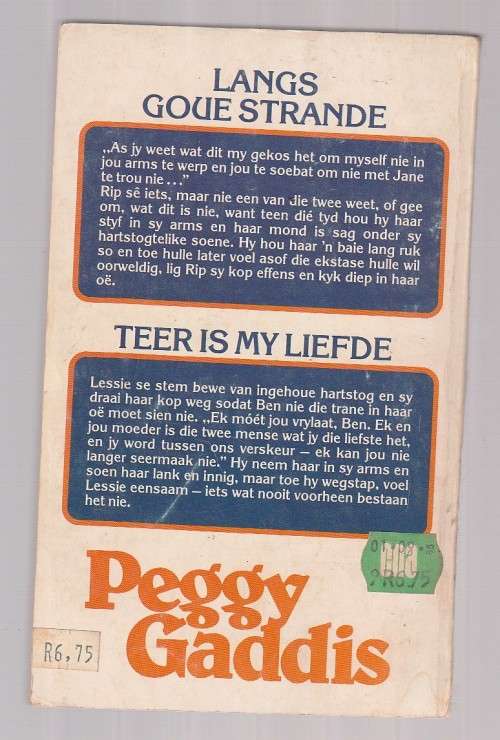 LANGS
GOUE STRANDE
„As jy weet wat dit my gekos het om myself nie in
jou arms te werp en jou te soebat om nie met Jane
te trou nie . . .”
Rip sê iets, maar nie een van die twee weet, of gee
om, wat dit is nie, want teen dié tyd hou hy haar
styf in sy arms en haar mond is sag onder sy
hartstogtelike soene. Hy hou haar 'n baie lang ruk
so en toe hulle later voel asof die ekstase hulle wil
oorweldig, lig Rip sy kop effens en kyk diep in haar
oë.
TEER IS MY LIEFDE
Lessie se stem bewe van ingehoue hartstog en sy
draai haar kop weg sodat Ben nie die trane in haar
oë moet sien nie. „Ek móét jou vrylaat, Ben. Ek en
jou moeder is die twee mense wat jy die liefste het,
en jy word tussen ons verskeur – ek kan jou nie
langer seermaak nie.” Hy neem haar in sy arms en
soen haar lank en innig, maar toe hy wegstap, voel
Lessie eensaam – iets wat nooit voorheen bestaan
het nie.
Peggy
Gaddis
R6,75